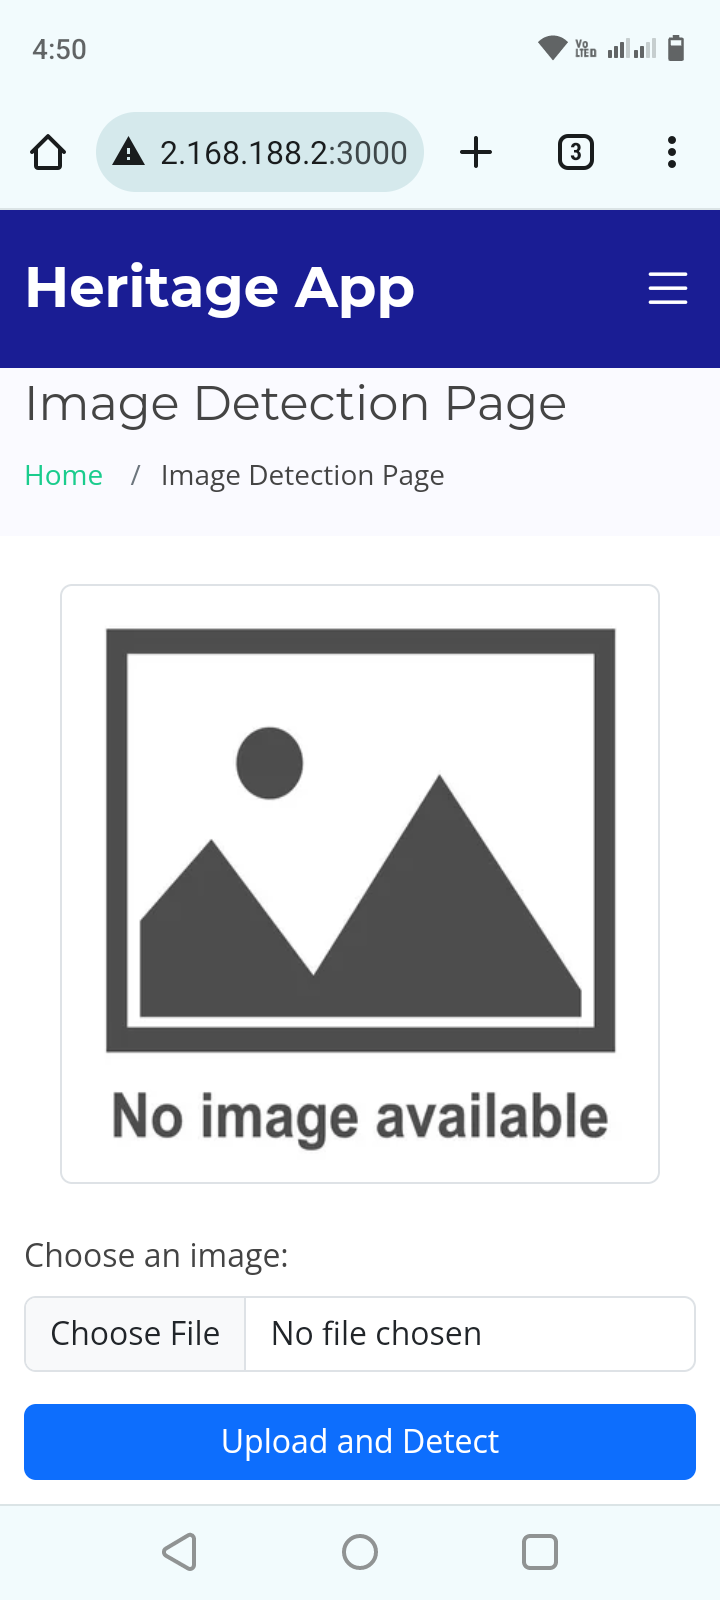 4:50
Vo
LTE
2.168.188.2:3000
3
Heritage App
Image Detection Page
Home / Image Detection Page
No image available
Choose an image:
Choose File No file chosen
Upload and Detect